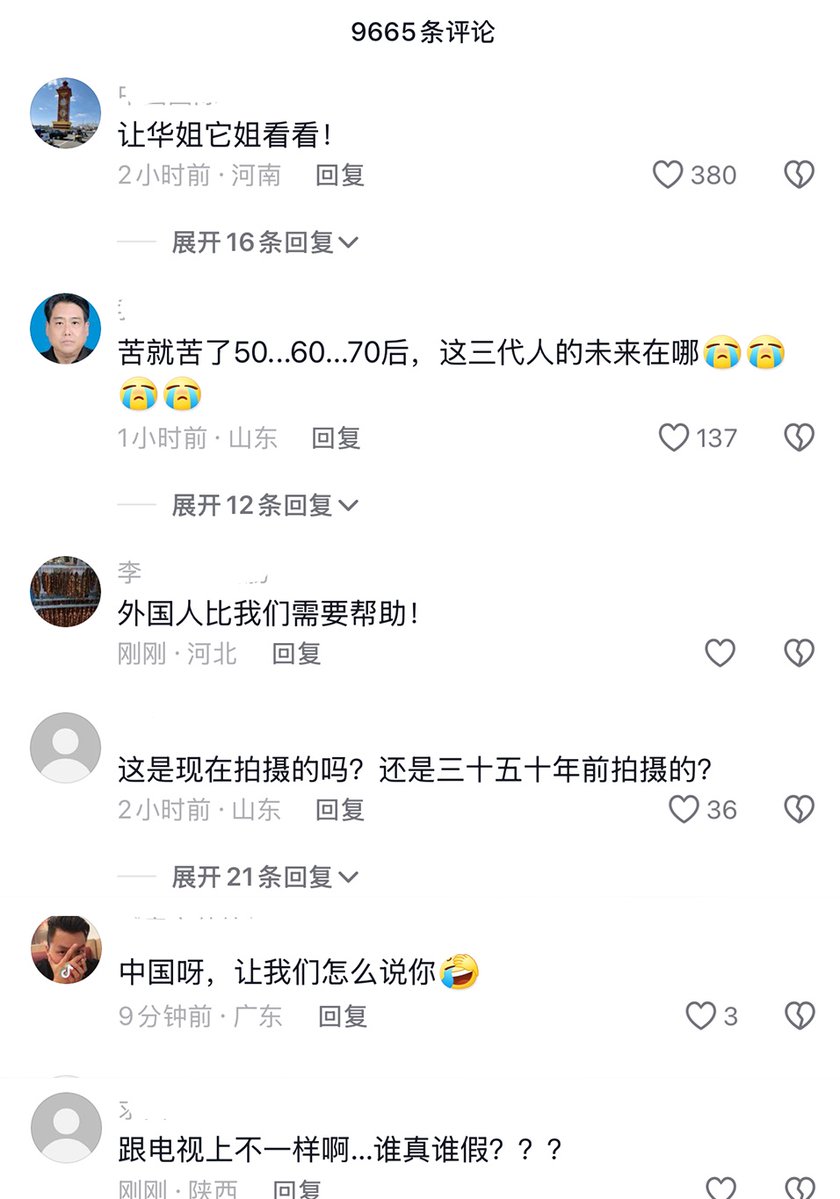 9665条评论
让华姐它姐看看！
2小时前·河南 回复
380
展开16条回复
苦就苦了50...60...70后，这三代人的未来在哪😭😭
😭😭
1小时前·山东 回复
137
展开12条回复
李
外国人比我们需要帮助！
刚刚·河北 回复
这是现在拍摄的吗？还是三十五十年前拍摄的？
2小时前·山东 回复
36
展开21条回复
中国呀，让我们怎么说你🤣
9分钟前·广东 回复
3
跟电视上不一样啊...谁真谁假？？？
刚刚·陕西 回复